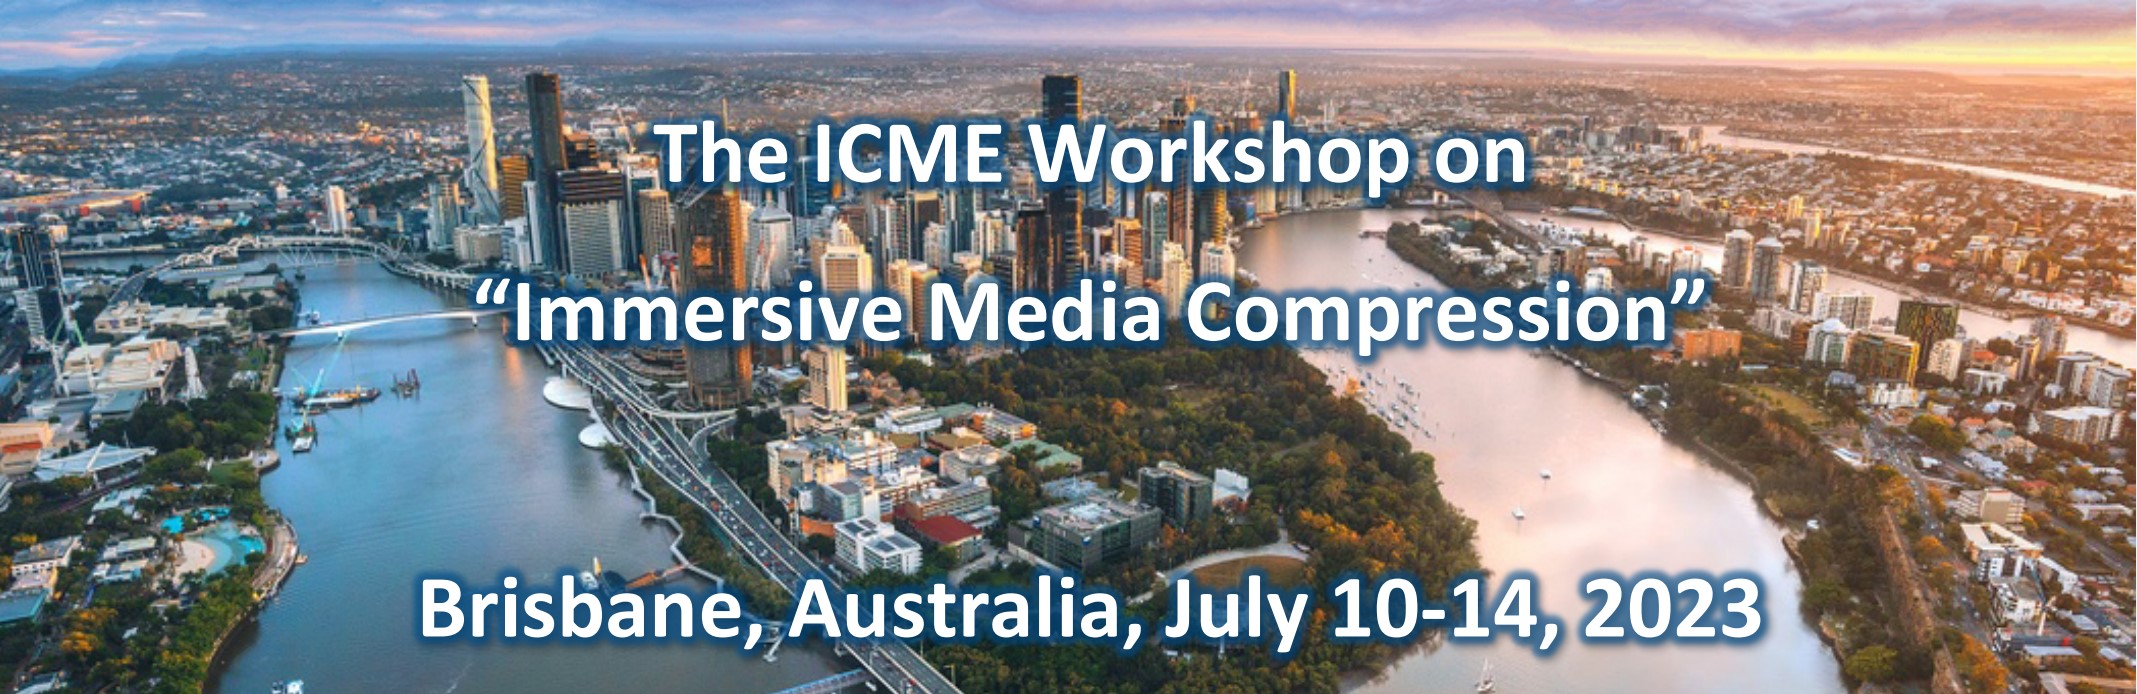 The ICME Workshop on
“Immersive Media Compression”
Brisbane, Australia, July 10-14, 2023